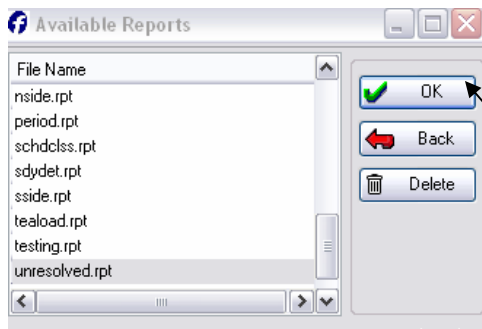 Available Reports
File Name
nside.rpt
period.rpt
schdclss.rpt
sdydet.rpt
sside.rpt
teaload.rpt
testing.rpt
unresolved.rpt
OK
Back
Delete